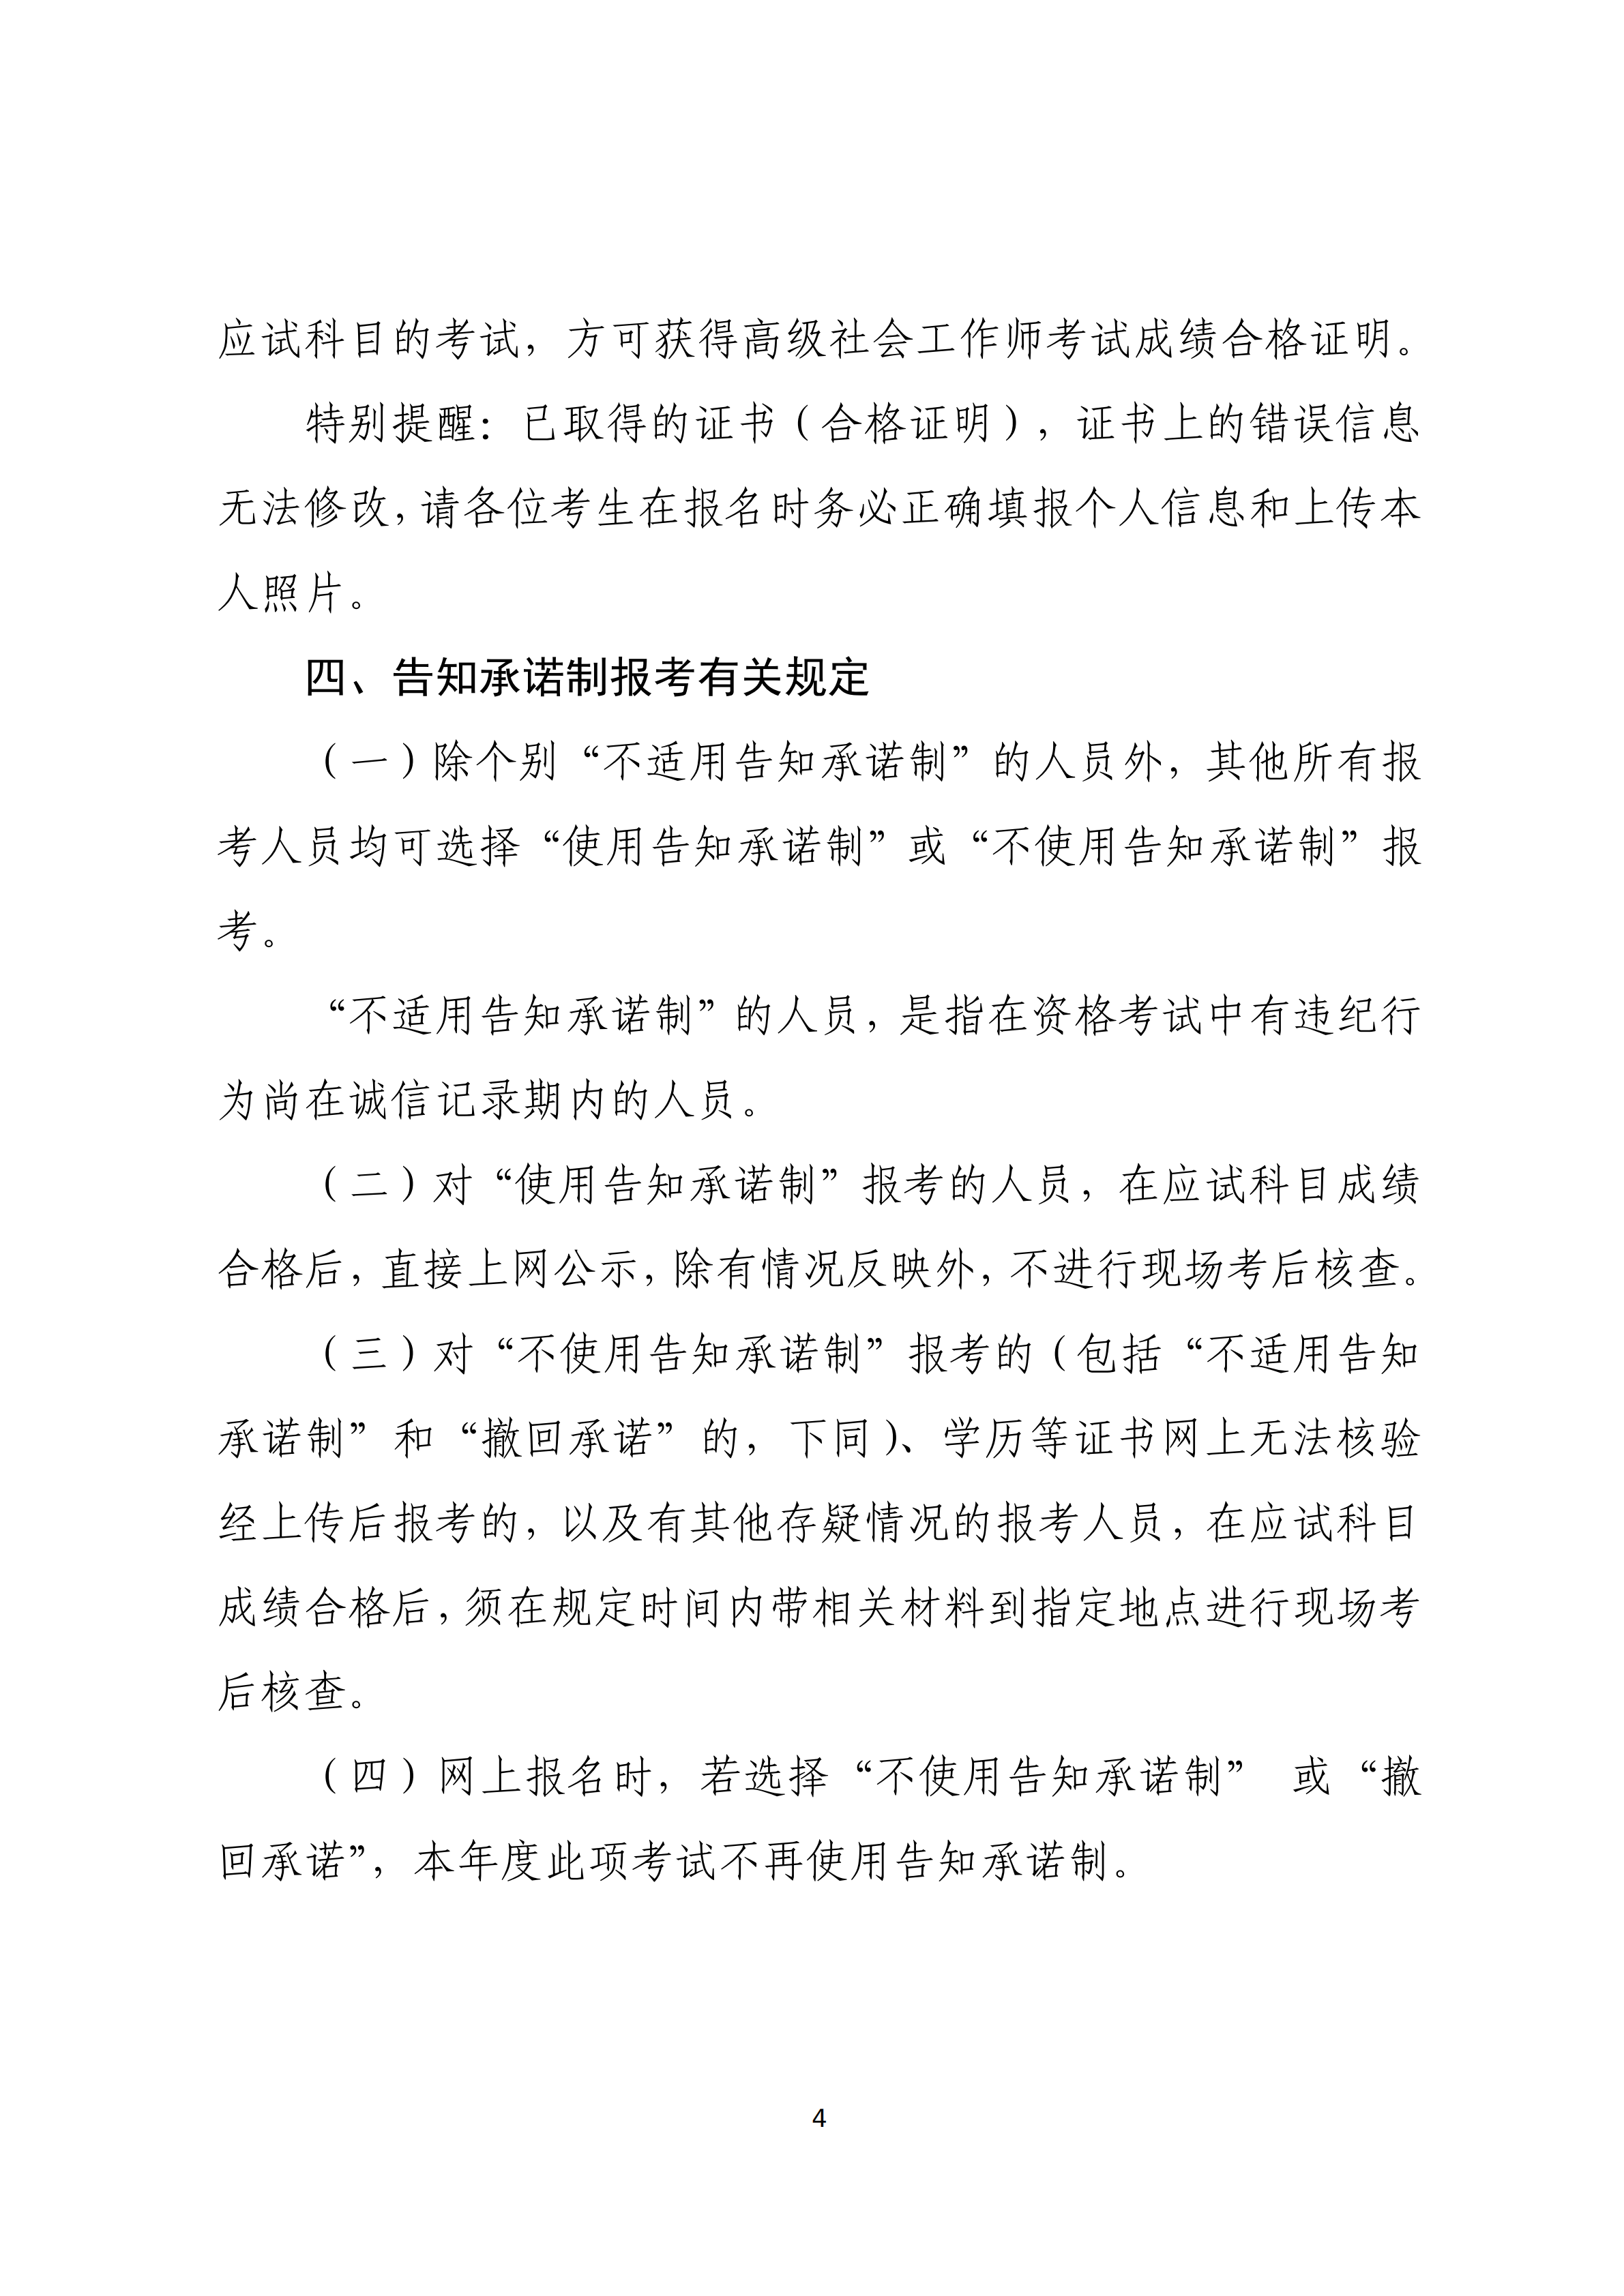 应试科目的考试，方可获得高级社会工作师考试成绩合格证明。
特别提醒：已取得的证书（合格证明），证书上的错误信息
无法修改，请各位考生在报名时务必正确填报个人信息和上传本
人照片。
四、告知承诺制报考有关规定
（一）除个别“不适用告知承诺制”的人员外，其他所有报
考人员均可选择“使用告知承诺制”或“不使用告知承诺制”报
考。
“不适用告知承诺制”的人员，是指在资格考试中有违纪行
为尚在诚信记录期内的人员。
（二）对“使用告知承诺制”报考的人员，在应试科目成绩
合格后，直接上网公示，除有情况反映外，不进行现场考后核查。
（三）对“不使用告知承诺制”报考的（包括“不适用告知
承诺制”和“撤回承诺”的，下同）、学历等证书网上无法核验
经上传后报考的，以及有其他存疑情况的报考人员，在应试科目
成绩合格后，须在规定时间内带相关材料到指定地点进行现场考
后核查。
（四）网上报名时，若选择“不使用告知承诺制” 或“撤
回承诺”，本年度此项考试不再使用告知承诺制。
4